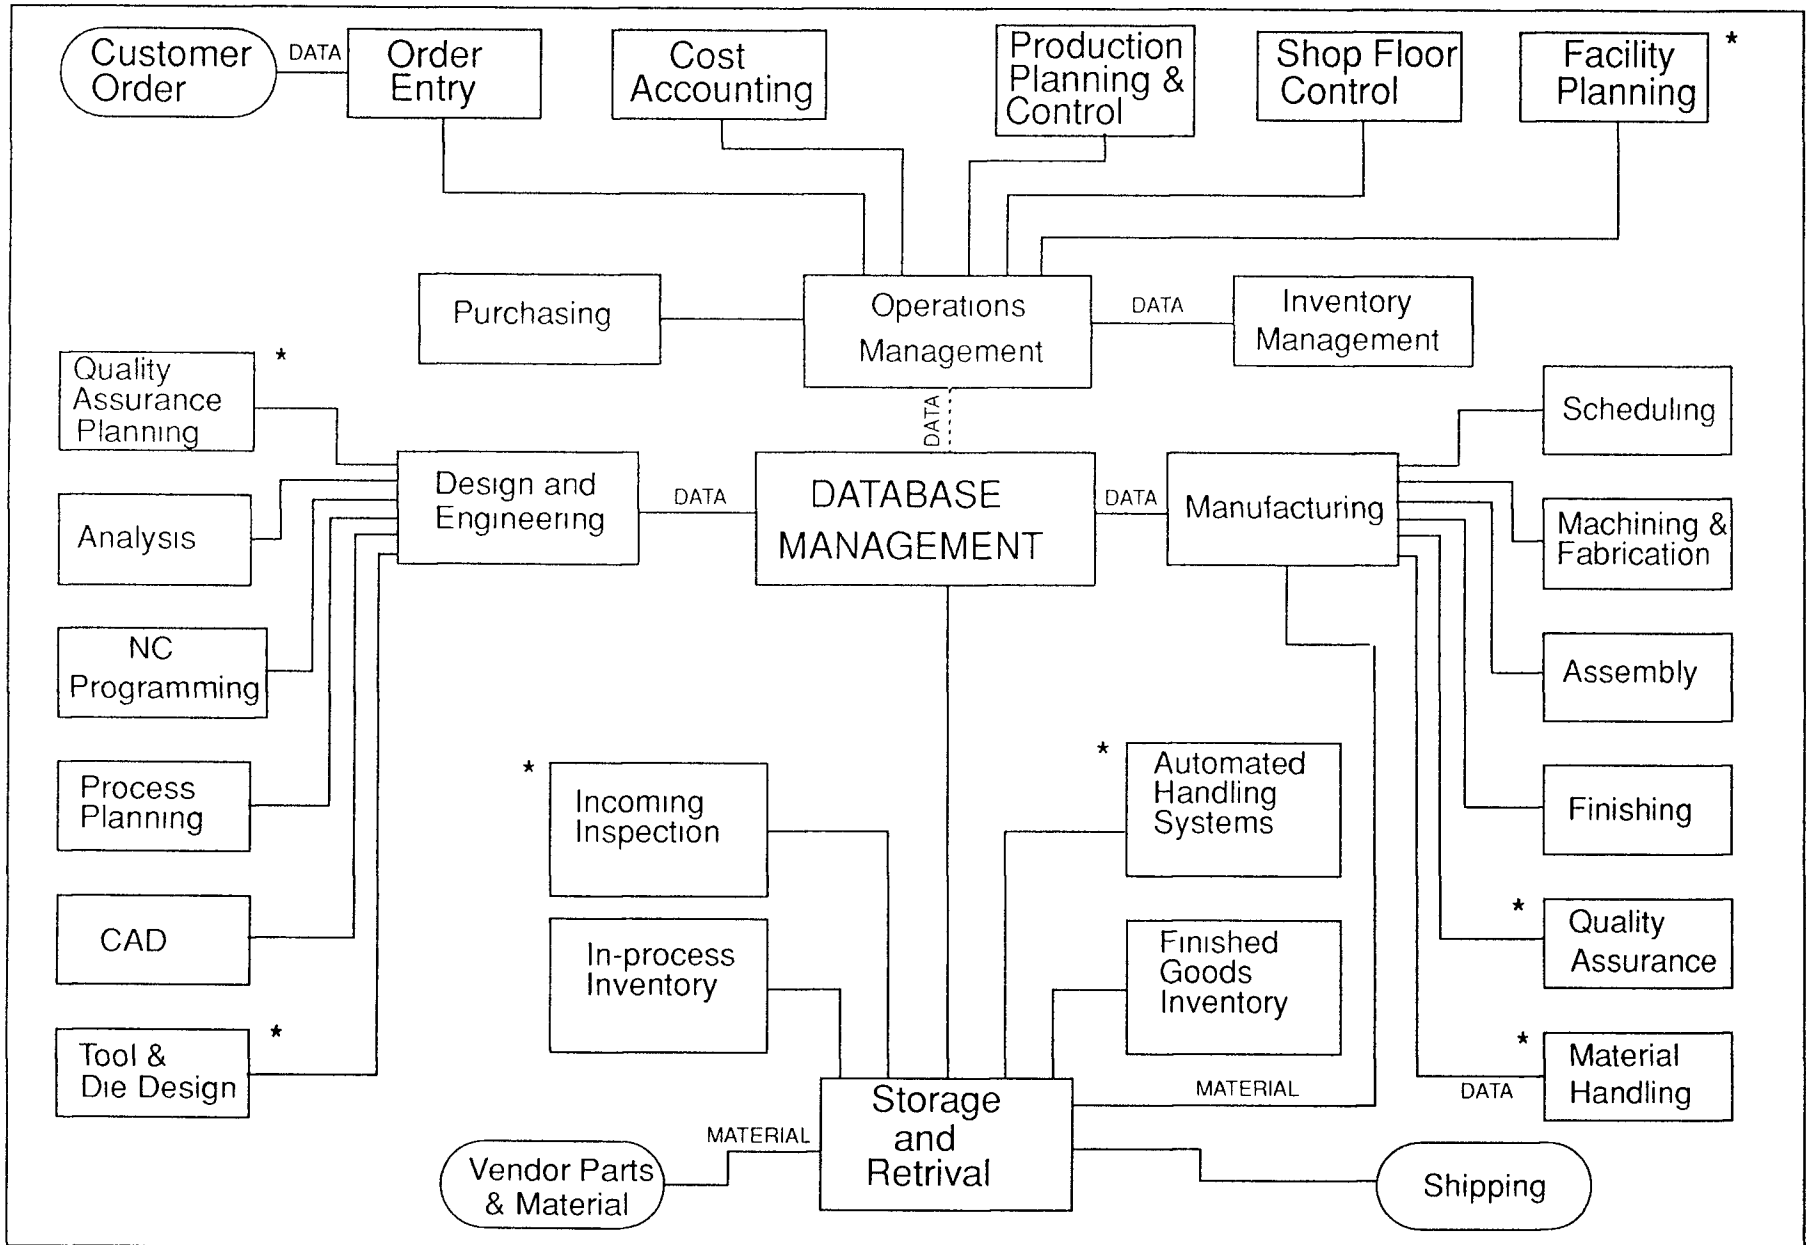 Customer
Order
DATA
Order
Entry
Cost
Accounting
Production
Planning &
Control
Shop Floor
Control
Facility
Planning
*
Purchasing
Operations
Management
DATA
Inventory
Management
DATA
Quality
Assurance
Planning
*
Analysis
NC
Programming
Process
Planning
CAD
Tool &
Die Design
*
Design and
Engineering
DATA
DATABASE
MANAGEMENT
DATA
Manufacturing
Scheduling
Machining &
Fabrication
Assembly
Finishing
*
Quality
Assurance
*
Material
Handling
DATA
*
Incoming
Inspection
*
Automated
Handling
Systems
In-process
Inventory
Finished
Goods
Inventory
MATERIAL
Storage
and
Retrival
MATERIAL
Vendor Parts
& Material
Shipping